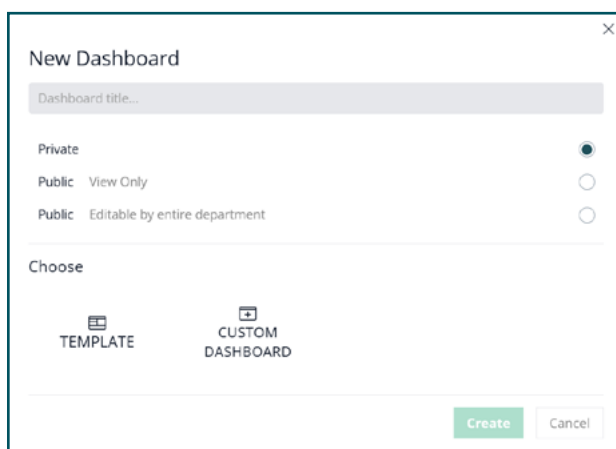 New Dashboard
Dashboard title...
Private
Public View Only
Public Editable by entire department
Choose
TEMPLATE
CUSTOM
DASHBOARD
Create Cancel